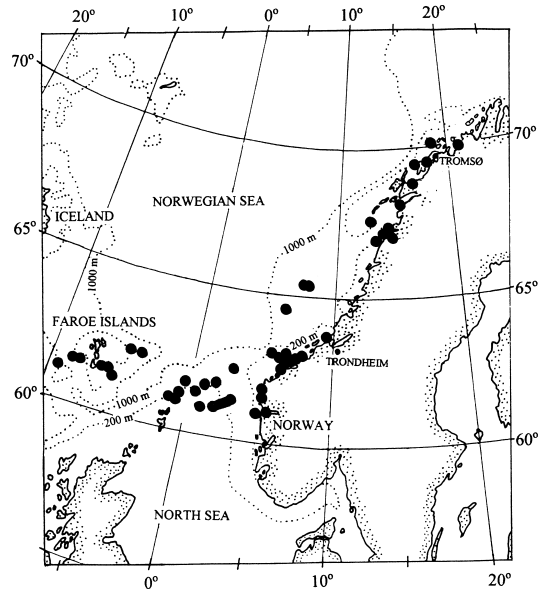 20° 10° 0° 10° 20°
70°
70°
TROMSØ
NORWEGIAN SEA
ICELAND
65°
1000 m
1000 m
65°
FAROE ISLANDS
200 m
TRONDHEIM
60°
1000 m
200 m
NORWAY
60°
NORTH SEA
0° 10° 20°